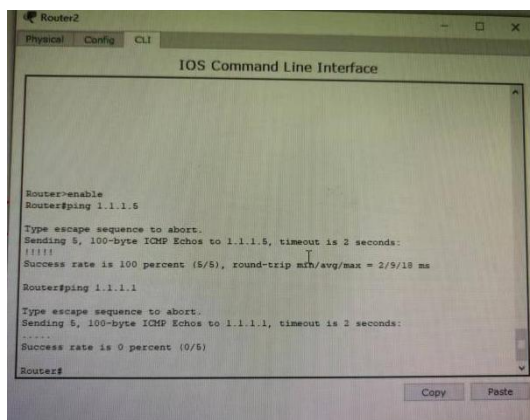 Router2
Physical Config CLI
IOS Command Line Interface
Router>enable
Router#ping 1.1.1.5
Type escape sequence to abort.
Sending 5, 100-byte ICMP Echos to 1.1.1.5, timeout is 2 seconds:
!!!!!
Success rate is 100 percent (5/5), round-trip min/avg/max = 2/9/18 ms
Router#ping 1.1.1.1
Type escape sequence to abort.
Sending 5, 100-byte ICMP Echos to 1.1.1.1, timeout is 2 seconds:
.....
Success rate is 0 percent (0/5)
Router#
Copy Paste